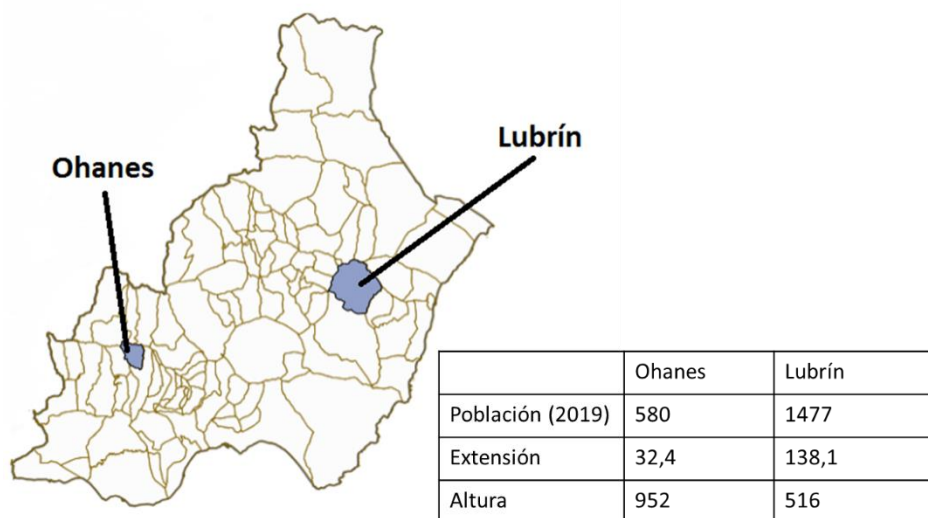 Lubrín
Ohanes
Ohanes Lubrín
Población (2019) 580 1477
Extensión 32,4 138,1
Altura 952 516